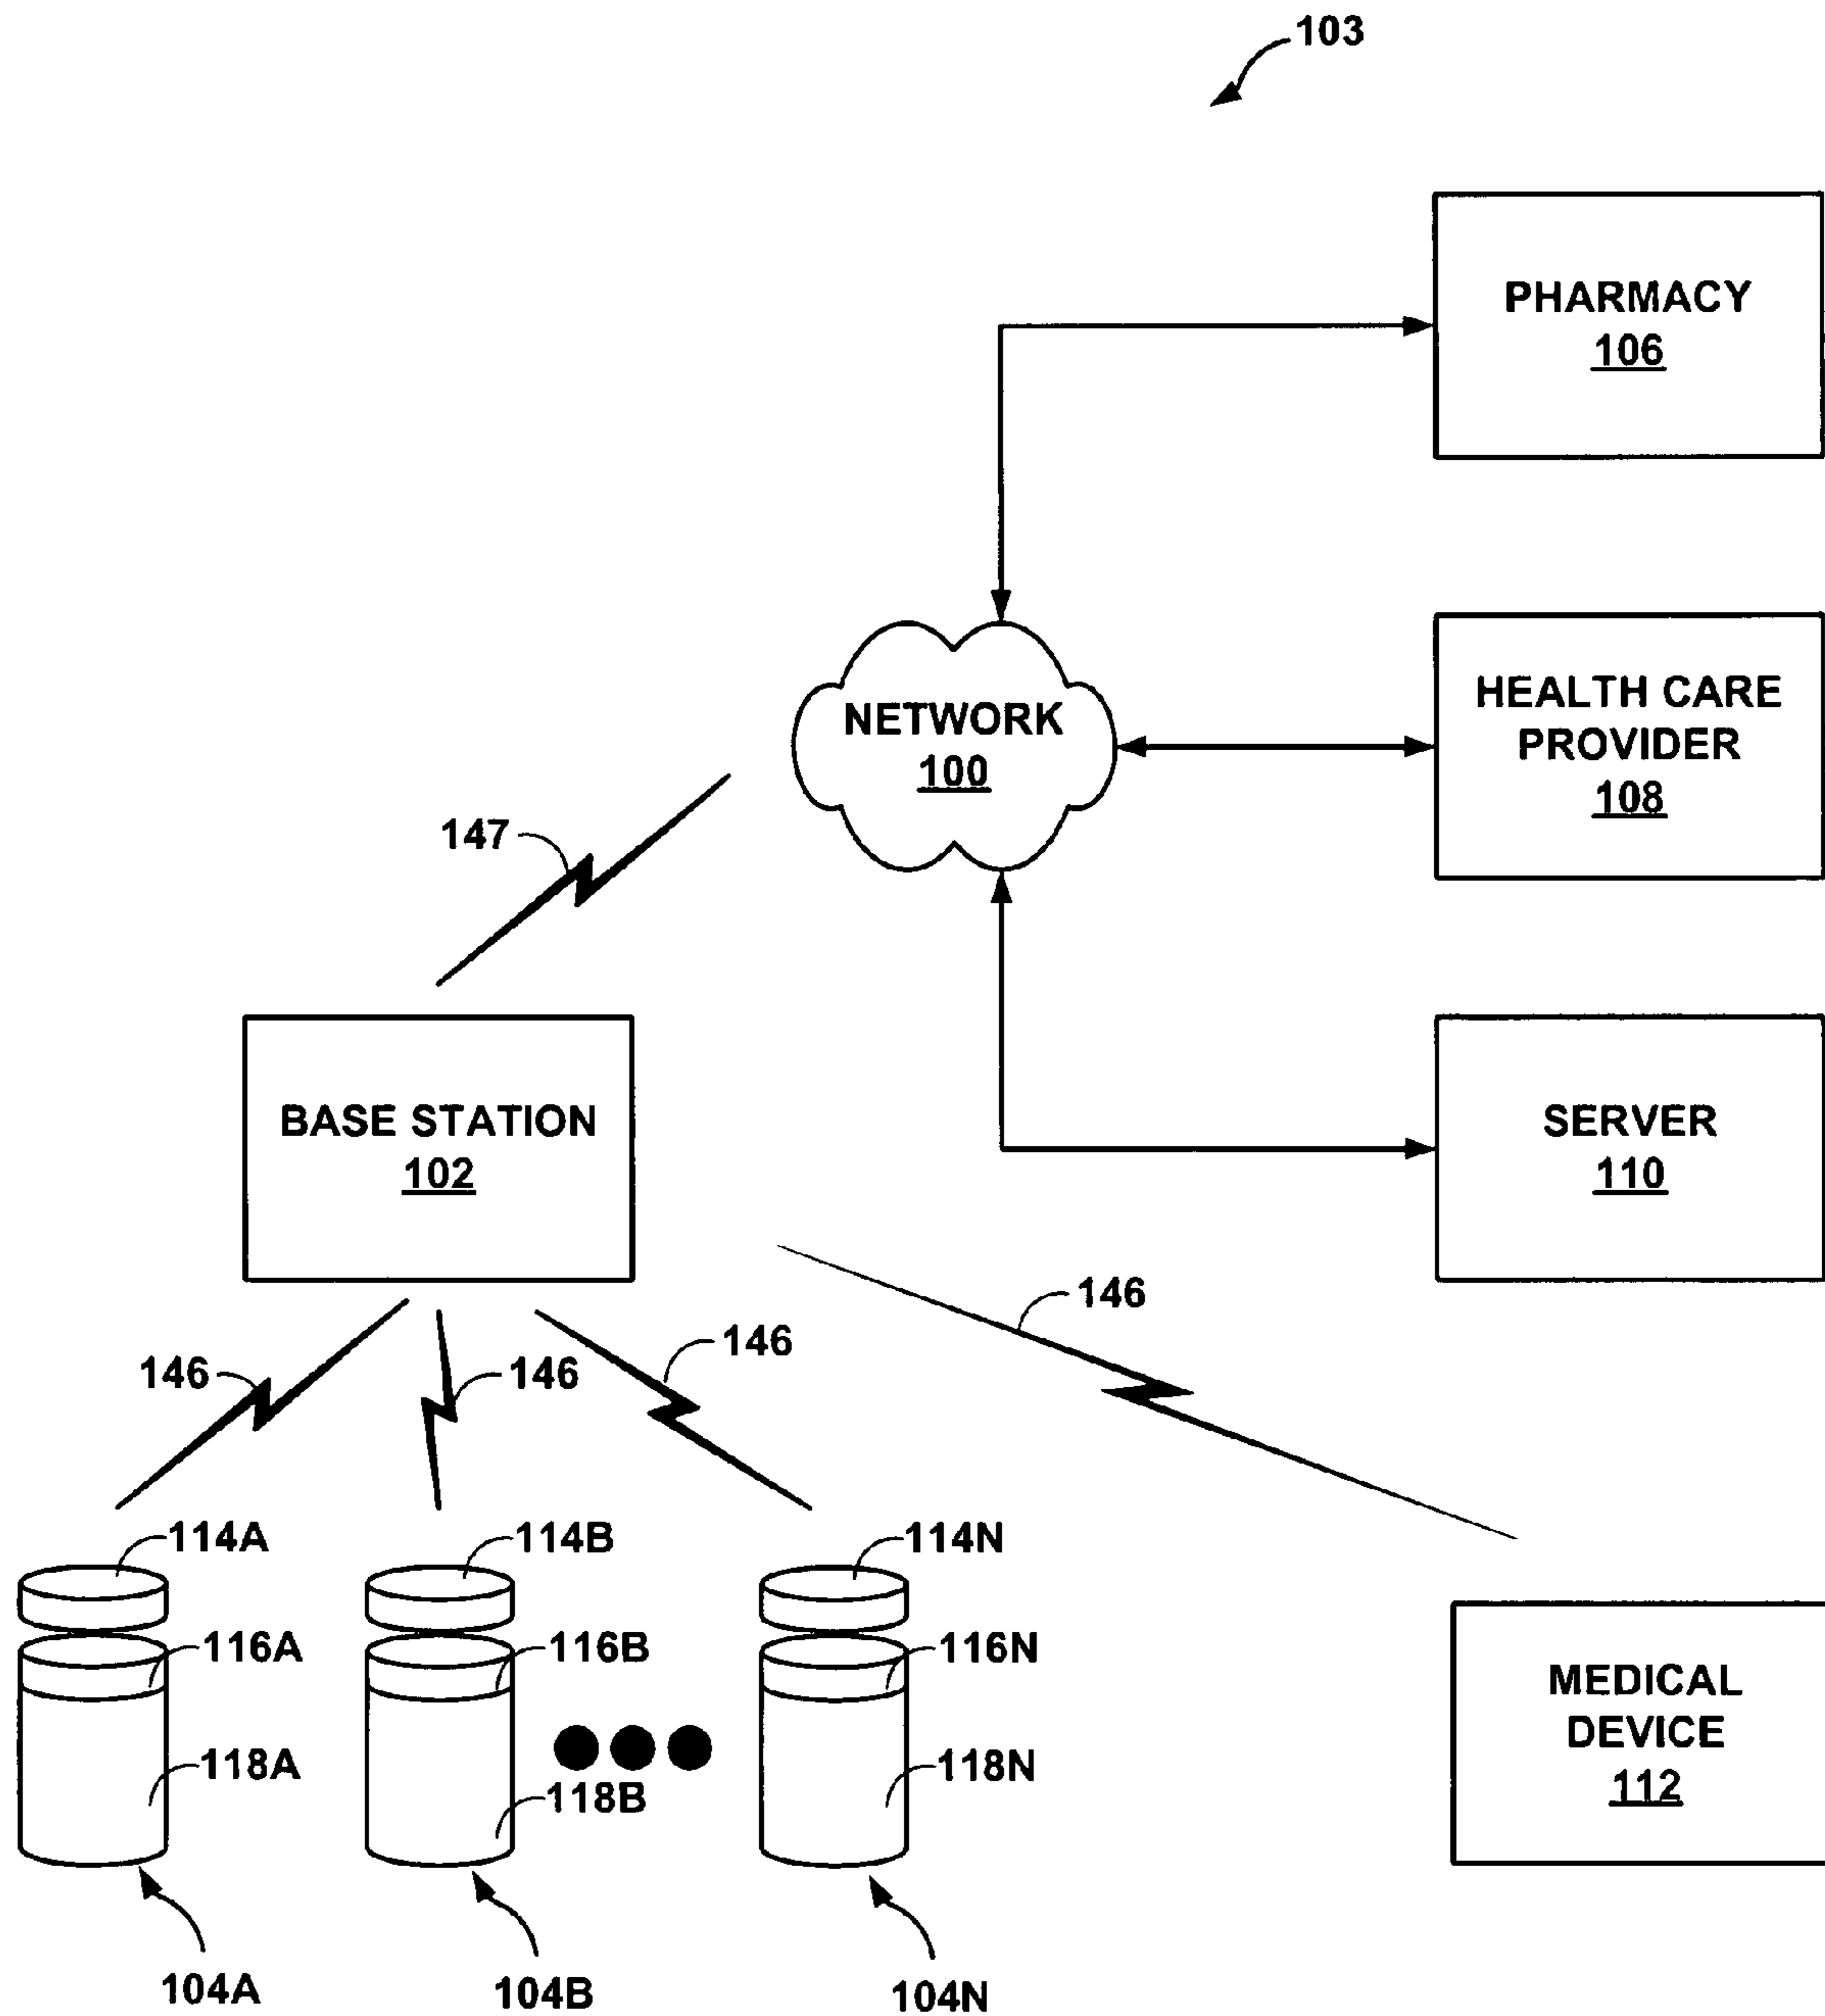 103
PHARMACY
106
NETWORK
100
HEALTH CARE
PROVIDER
108
147
BASE STATION
102
SERVER
110
146
146
146
146
114A
114B
114N
116A
116B
116N
118A
118B
118N
MEDICAL
DEVICE
112
104A
104B
104N